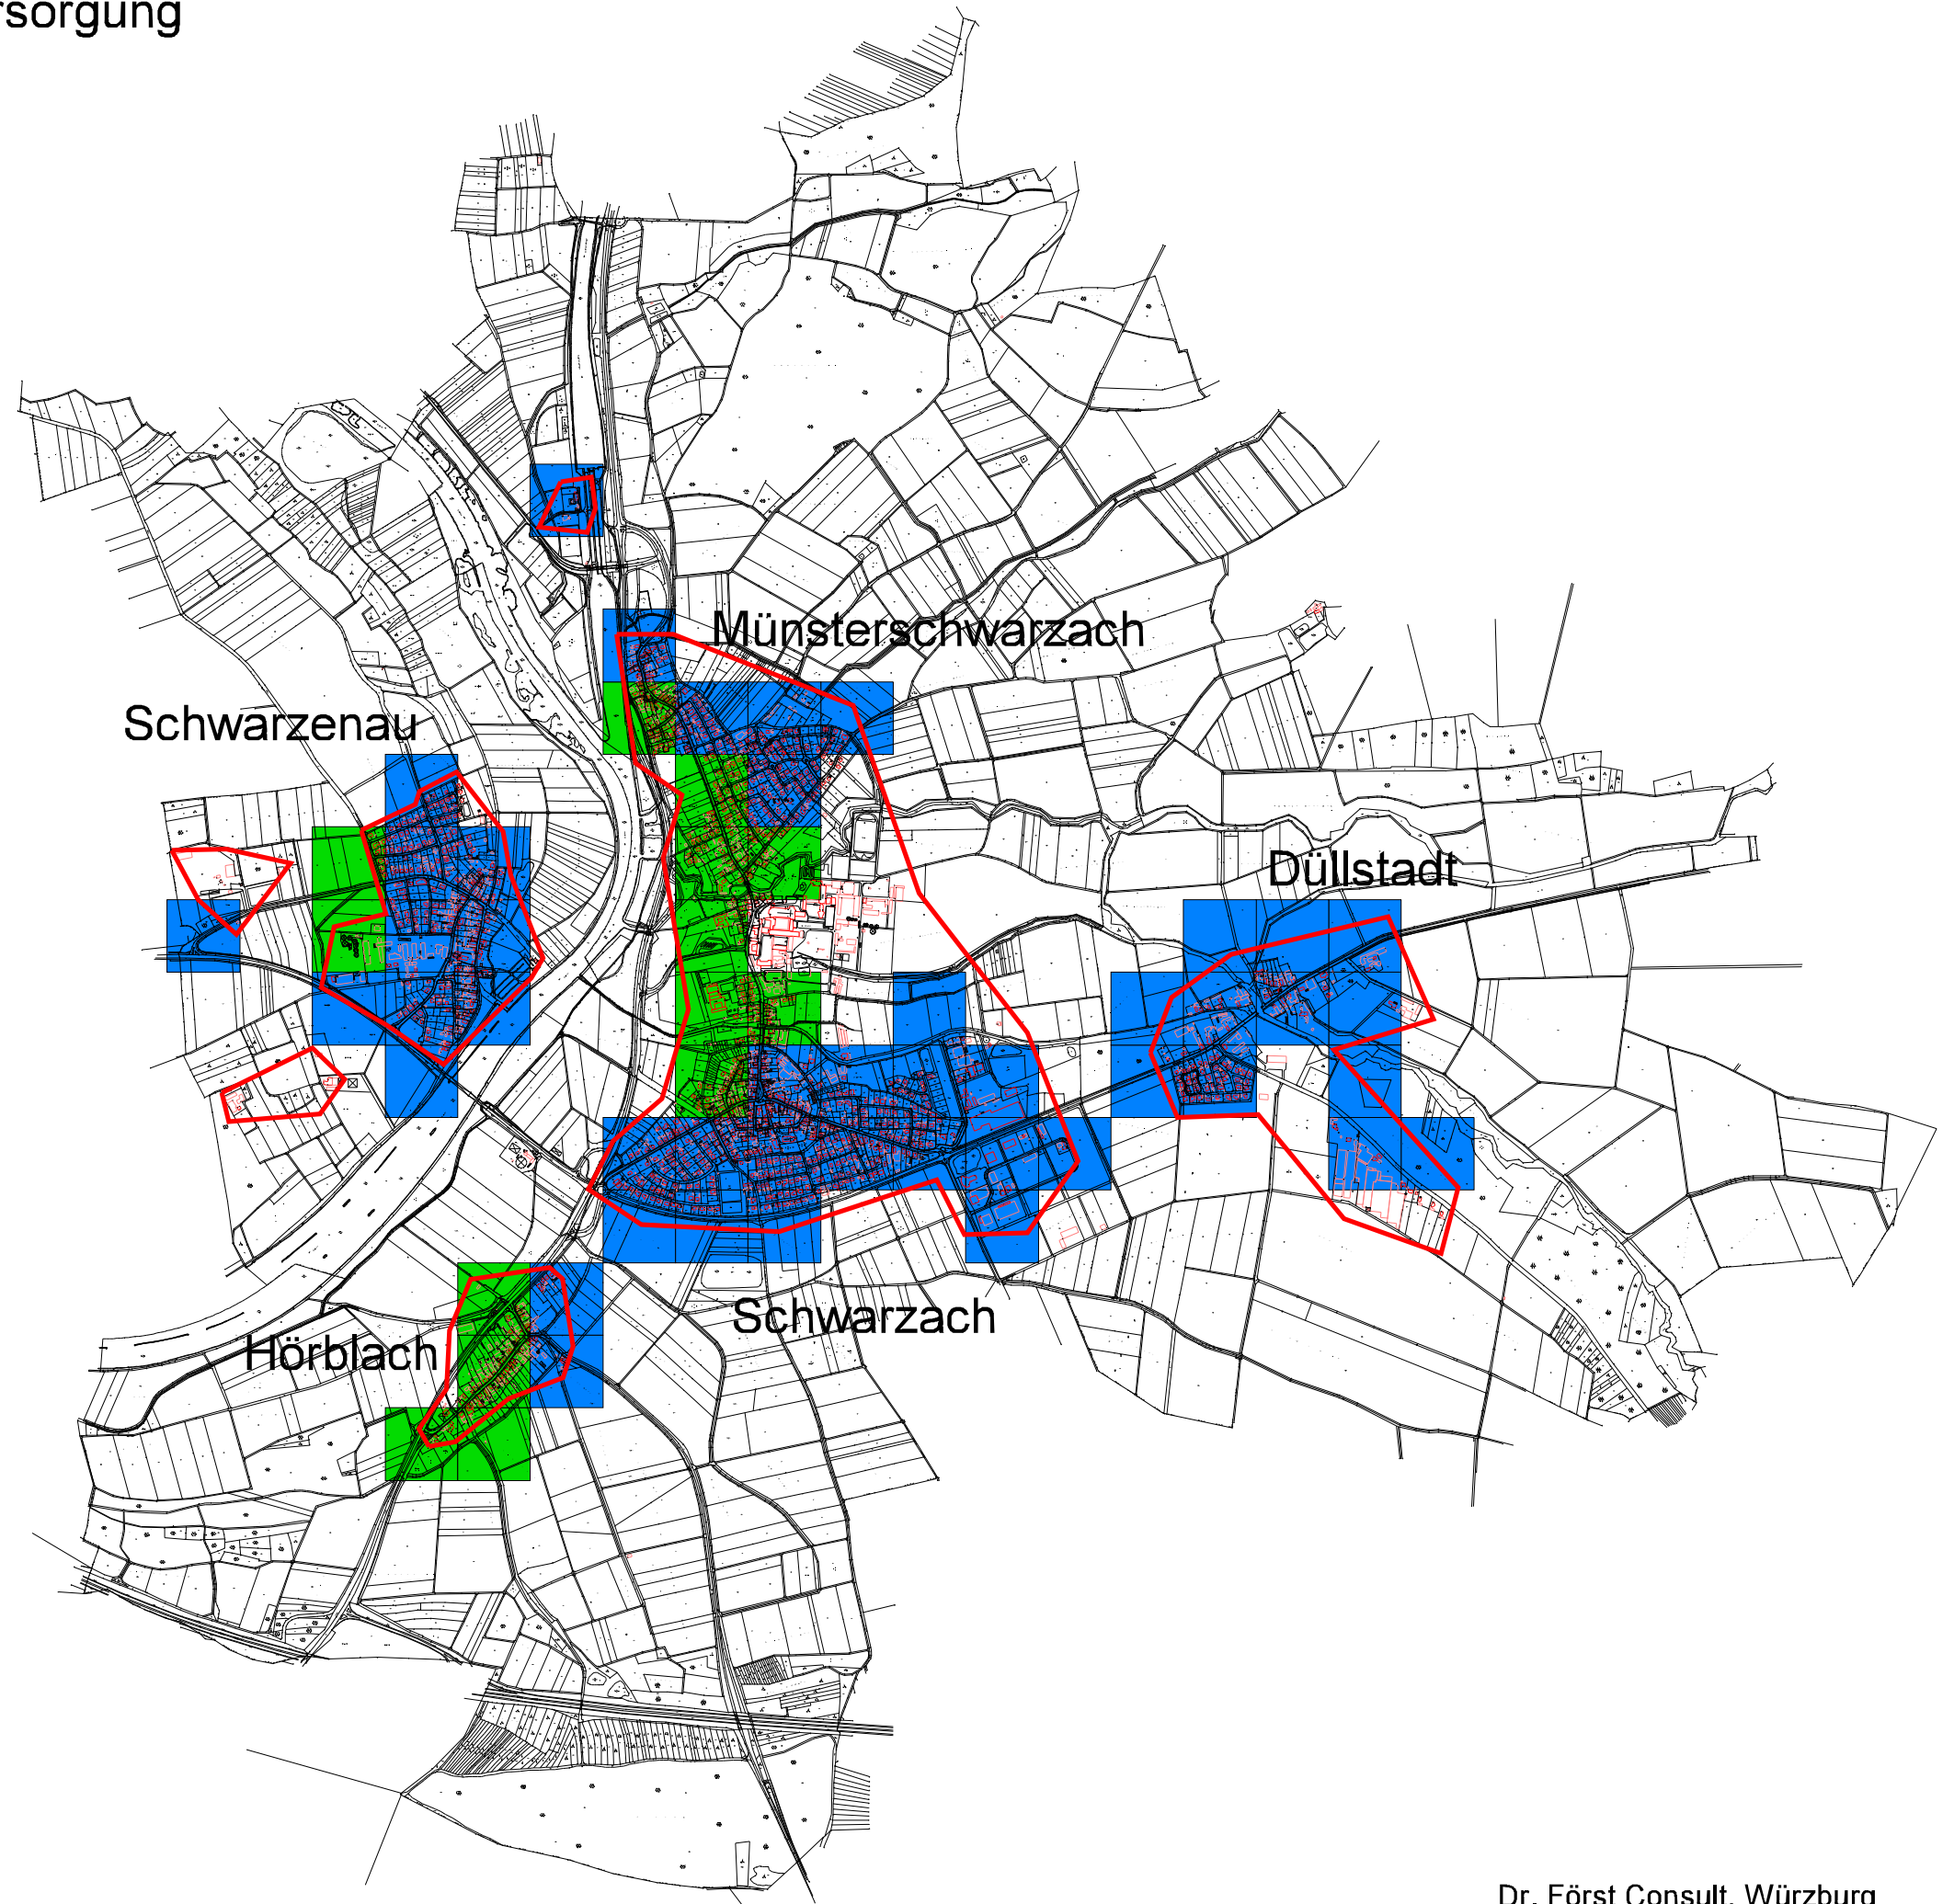 rsorgung
Münsterschwarzach
Schwarzenau
Düllstadt
Schwarzach
Hörblach
Dr. Först Consult, Würzburg